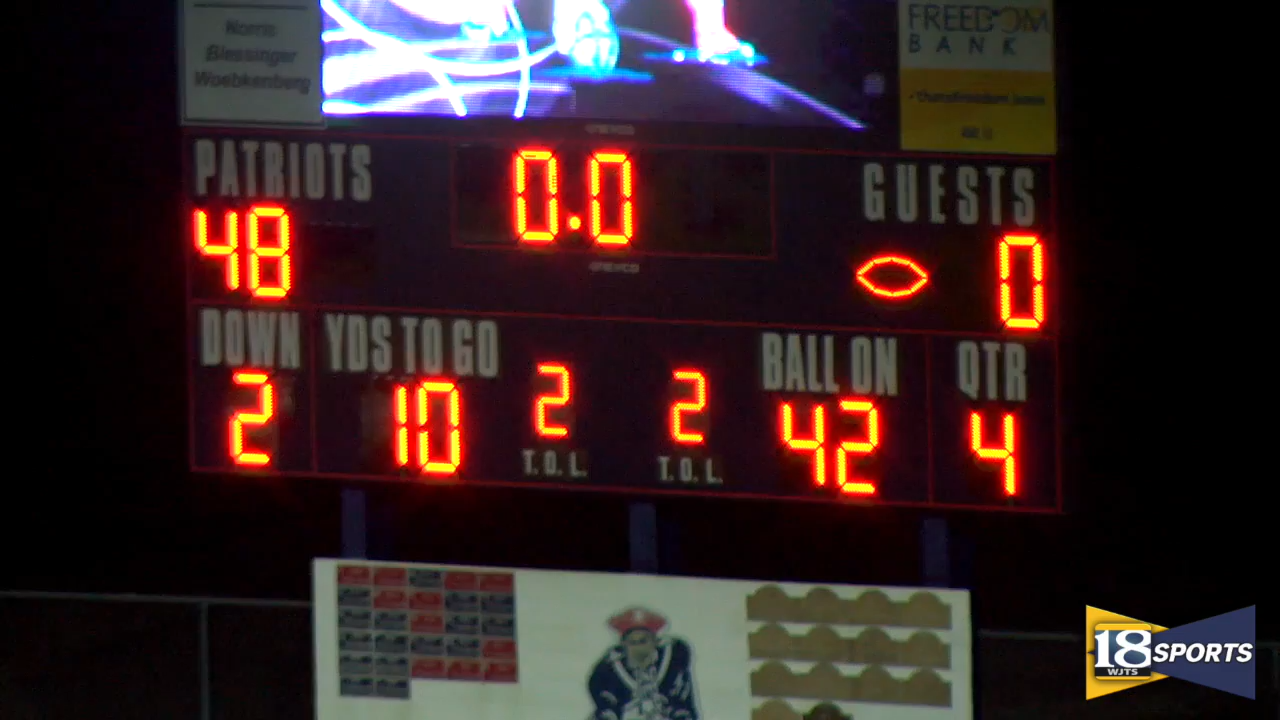 Norris
Blessinger
Woebkenberg
FREEDOM
BANK
PATRIOTS
0.0
GUESTS
48
0
DOWN
YDS TO GO
BALL ON
QTR
2
10
2
2
42
4
T. O. L.
T. O. L.
18 SPORTS
WJTS